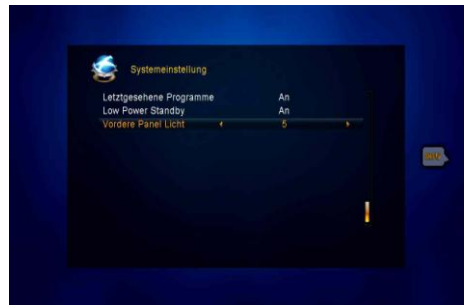 Systemeinstellung
Letztgesehene Programme An
Low Power Standby An
Vordere Panel Licht 5